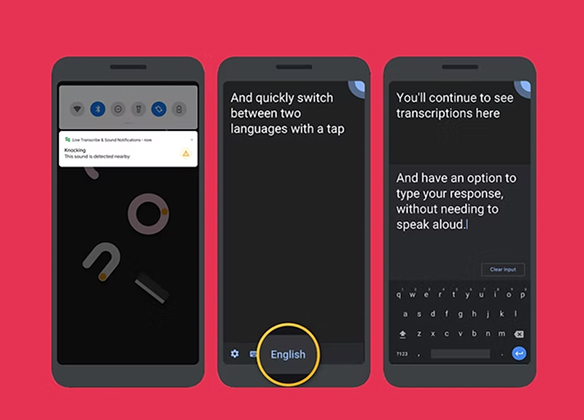 Live Transcribe & Sound Notifications • now
Knocking
This sound is detected nearby
And quickly switch
between two
languages with a tap
English
You'll continue to see
transcriptions here
And have an option to
type your response,
without needing to
speak aloud.
Clear input
q w e r t y u i o p
a s d f g h j k l
z x c v b n m
?123 , .